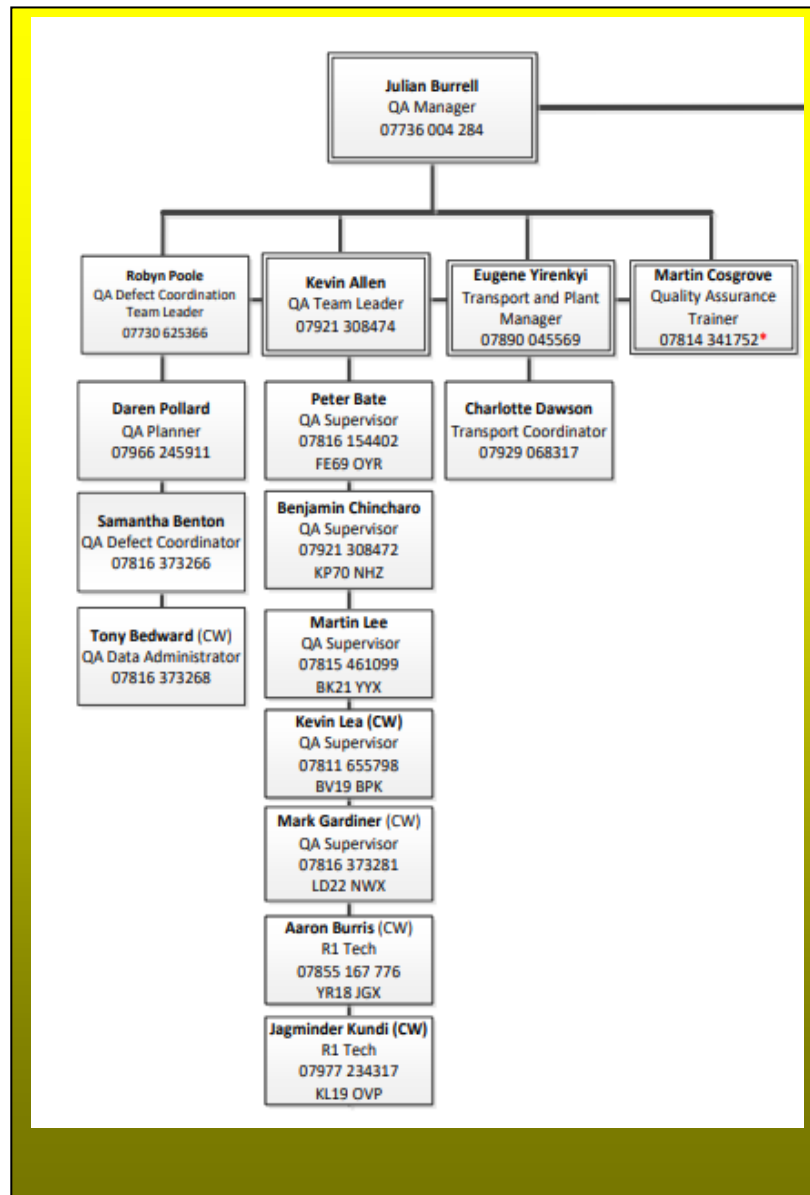 Julian Burrell
QA Manager
07736 004 284
Robyn Poole
QA Defect Coordination
Team Leader
07730 625366
Kevin Allen
QA Team Leader
07921 308474
Eugene Yirenkyi
Transport and Plant
Manager
07890 045569
Martin Cosgrove
Quality Assurance
Trainer
07814 341752*
Daren Pollard
QA Planner
07966 245911
Peter Bate
QA Supervisor
07816 154402
FE69 OYR
Charlotte Dawson
Transport Coordinator
07929 068317
Samantha Benton
QA Defect Coordinator
07816 373266
Benjamin Chincharo
QA Supervisor
07921 308472
KP70 NHZ
Tony Bedward (CW)
QA Data Administrator
07816 373268
Martin Lee
QA Supervisor
07815 461099
BK21 YYX
Kevin Lea (CW)
QA Supervisor
07811 655798
BV19 BPK
Mark Gardiner (CW)
QA Supervisor
07816 373281
LD22 NWX
Aaron Burris (CW)
R1 Tech
07855 167 776
YR18 JGX
Jagminder Kundi (CW)
R1 Tech
07977 234317
KL19 OVP